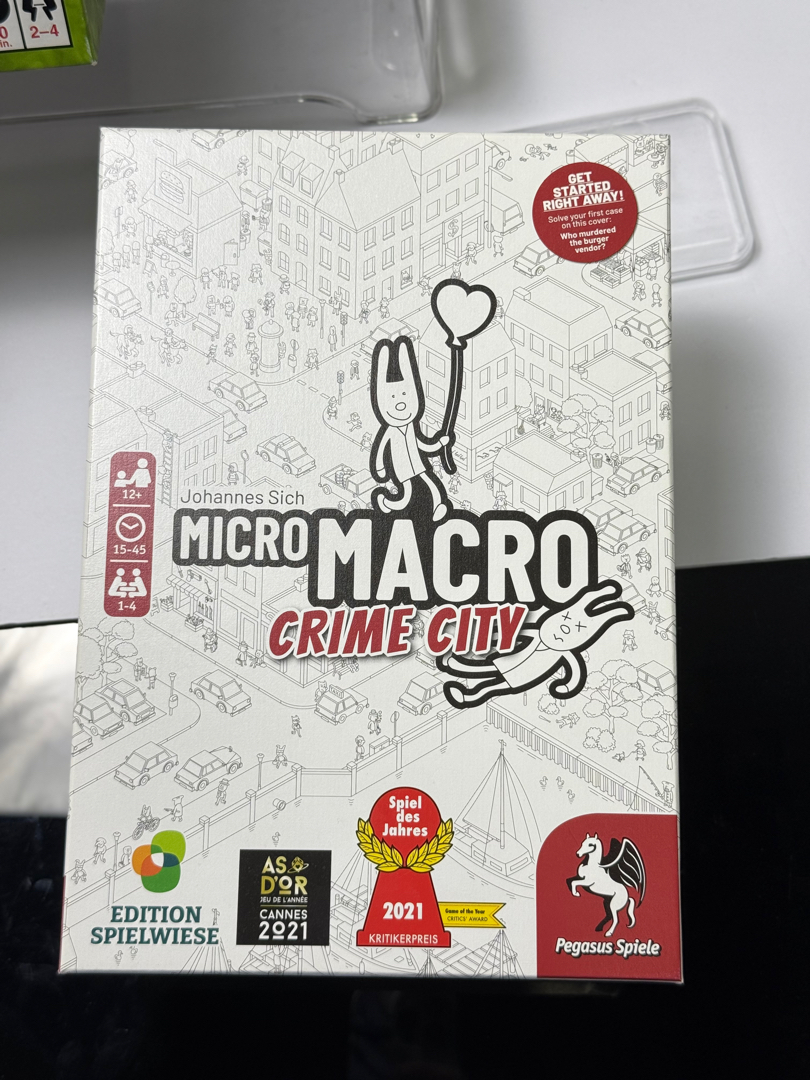 2–4
GET
STARTED
RIGHT AWAY!
Solve your first case
on this cover:
Who murdered
the burger
vendor?
12+
15-45
1-4
Johannes Sich
MICRO MACRO
CRIME CITY
EDITION
SPIELWIESE
AS
D'OR
JEU DE L'ANNÉE
CANNES
2021
Spiel
des
Jahres
2021
KRITIKERPREIS
Game of the Year
CRITICS' AWARD
Pegasus Spiele